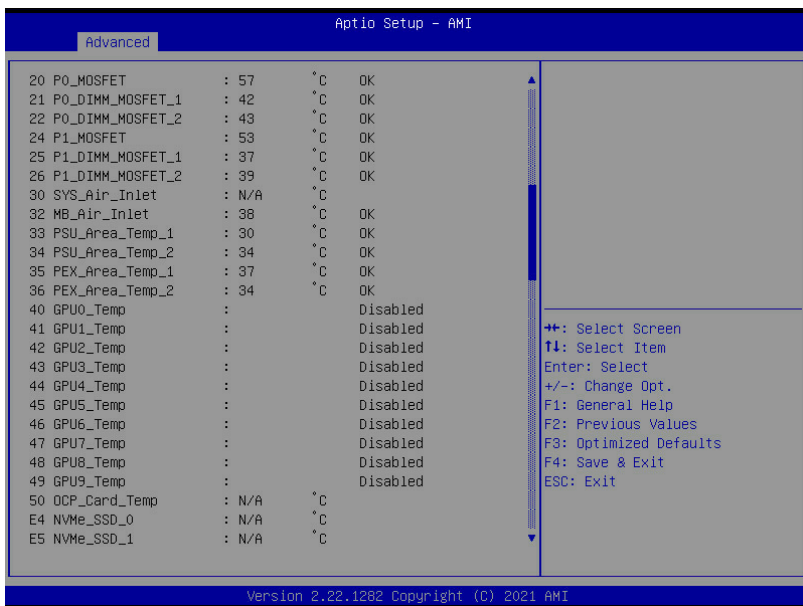 Aptio Setup – AMI
Advanced
20 P0_MOSFET : 57 °C OK
21 P0_DIMM_MOSFET_1 : 42 °C OK
22 P0_DIMM_MOSFET_2 : 43 °C OK
24 P1_MOSFET : 53 °C OK
25 P1_DIMM_MOSFET_1 : 37 °C OK
26 P1_DIMM_MOSFET_2 : 39 °C OK
30 SYS_Air_Inlet : N/A °C
32 MB_Air_Inlet : 38 °C OK
33 PSU_Area_Temp_1 : 30 °C OK
34 PSU_Area_Temp_2 : 34 °C OK
35 PEX_Area_Temp_1 : 37 °C OK
36 PEX_Area_Temp_2 : 34 °C OK
40 GPU0_Temp : Disabled
41 GPU1_Temp : Disabled
42 GPU2_Temp : Disabled
43 GPU3_Temp : Disabled
44 GPU4_Temp : Disabled
45 GPU5_Temp : Disabled
46 GPU6_Temp : Disabled
47 GPU7_Temp : Disabled
48 GPU8_Temp : Disabled
49 GPU9_Temp : Disabled
50 OCP_Card_Temp : N/A °C
E4 NVMe_SSD_0 : N/A °C
E5 NVMe_SSD_1 : N/A °C
→←: Select Screen
↑↓: Select Item
Enter: Select
+/-: Change Opt.
F1: General Help
F2: Previous Values
F3: Optimized Defaults
F4: Save & Exit
ESC: Exit
Version 2.22.1282 Copyright (C) 2021 AMI